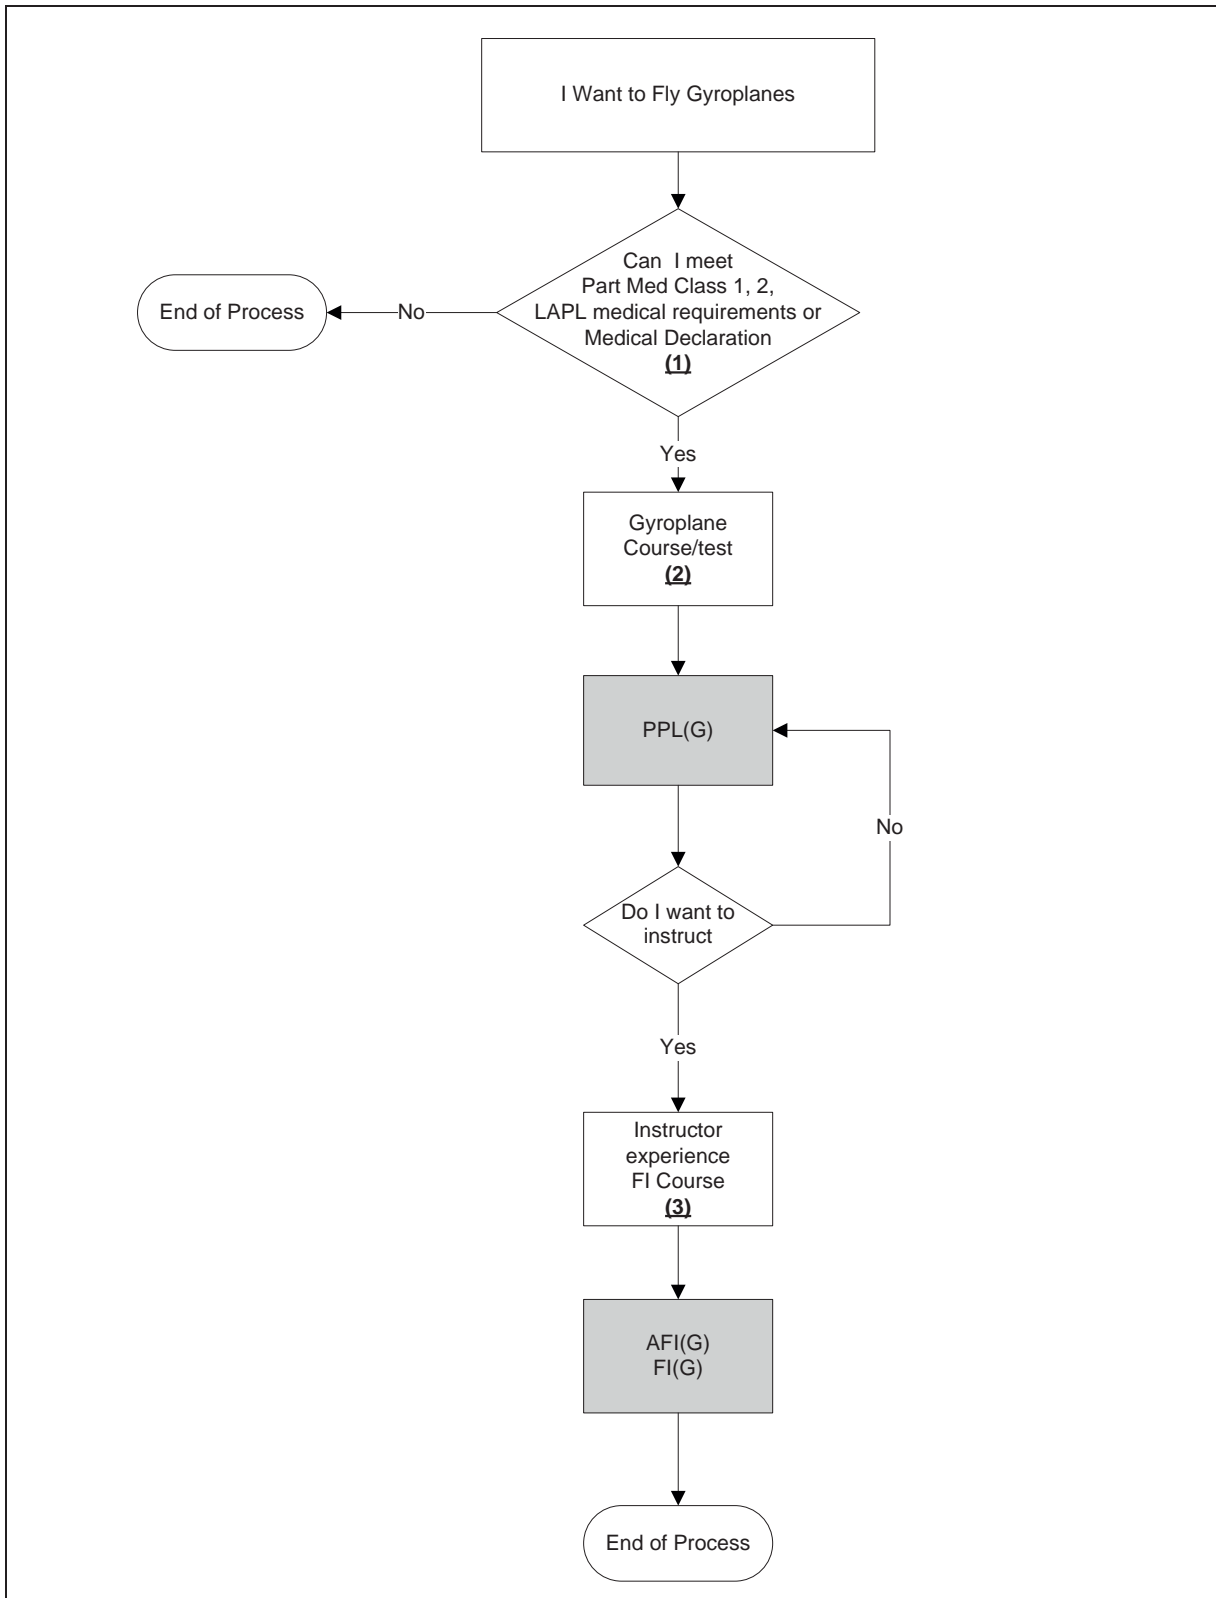 I Want to Fly Gyroplanes
Can I meet
Part Med Class 1, 2,
LAPL medical requirements or
Medical Declaration
(1)
No
End of Process
Yes
Gyroplane
Course/test
(2)
PPL(G)
No
Do I want to
instruct
Yes
Instructor
experience
FI Course
(3)
AFI(G)
FI(G)
End of Process